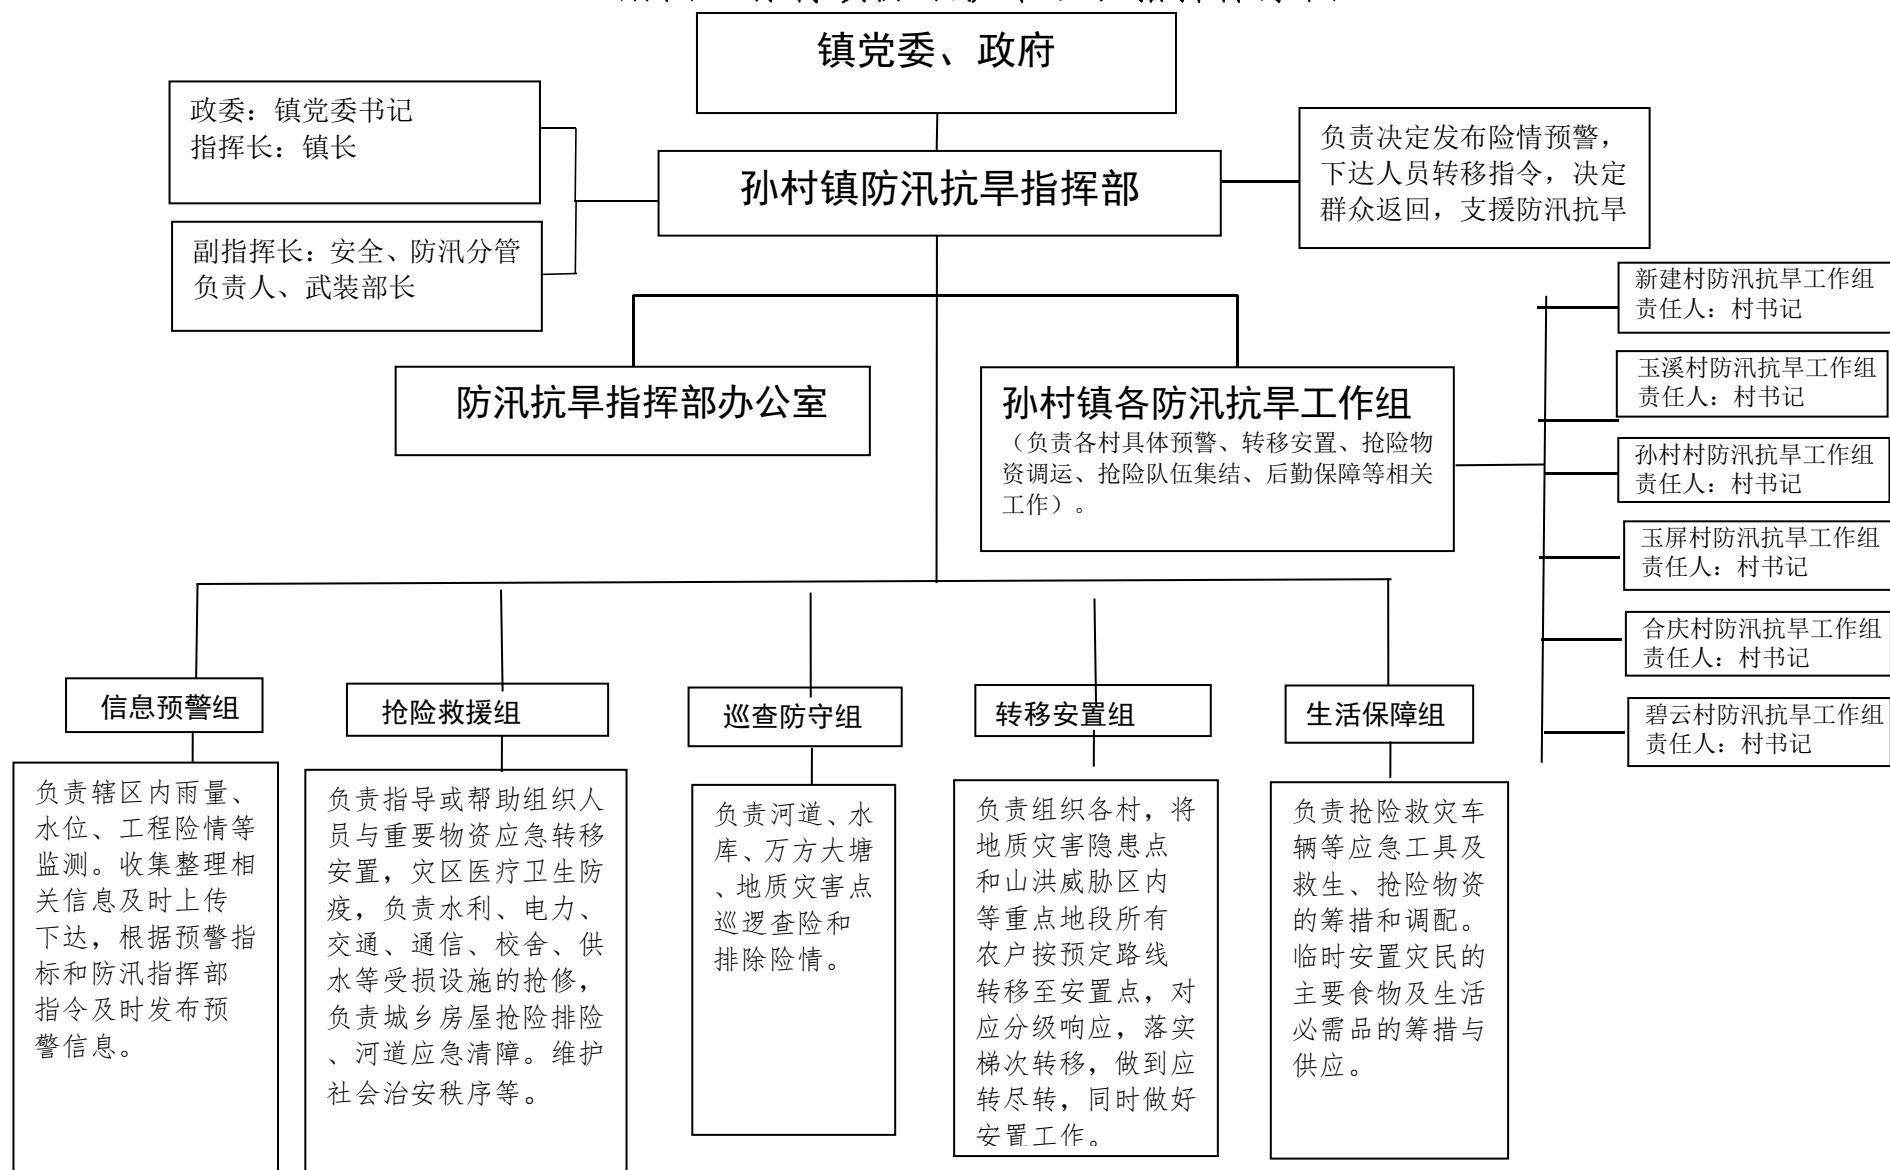 镇党委、政府
政委：镇党委书记
指挥长：镇长
孙村镇防汛抗旱指挥部
负责决定发布险情预警，
下达人员转移指令，决定
群众返回，支援防汛抗旱
副指挥长：安全、防汛分管
负责人、武装部长
防汛抗旱指挥部办公室
孙村镇各防汛抗旱工作组
（负责各村具体预警、转移安置、抢险物
资调运、抢险队伍集结、后勤保障等相关
工作）。
新建村防汛抗旱工作组
责任人：村书记
玉溪村防汛抗旱工作组
责任人：村书记
孙村村防汛抗旱工作组
责任人：村书记
玉屏村防汛抗旱工作组
责任人：村书记
合庆村防汛抗旱工作组
责任人：村书记
碧云村防汛抗旱工作组
责任人：村书记
信息预警组
负责辖区内雨量、
水位、工程险情等
监测。收集整理相
关信息及时上传
下达，根据预警指
标和防汛指挥部
指令及时发布预
警信息。
抢险救援组
负责指导或帮助组织人
员与重要物资应急转移
安置，灾区医疗卫生防
疫，负责水利、电力、
交通、通信、校舍、供
水等受损设施的抢修，
负责城乡房屋抢险排险
、河道应急清障。维护
社会治安秩序等。
巡查防守组
负责河道、水
库、万方大塘
、地质灾害点
巡逻查险和
排除险情。
转移安置组
负责组织各村，将
地质灾害隐患点
和山洪威胁区内
等重点地段所有
农户按预定路线
转移至安置点，对
应分级响应，落实
梯次转移，做到应
转尽转，同时做好
安置工作。
生活保障组
负责抢险救灾车
辆等应急工具及
救生、抢险物资
的筹措和调配。
临时安置灾民的
主要食物及生活
必需品的筹措与
供应。